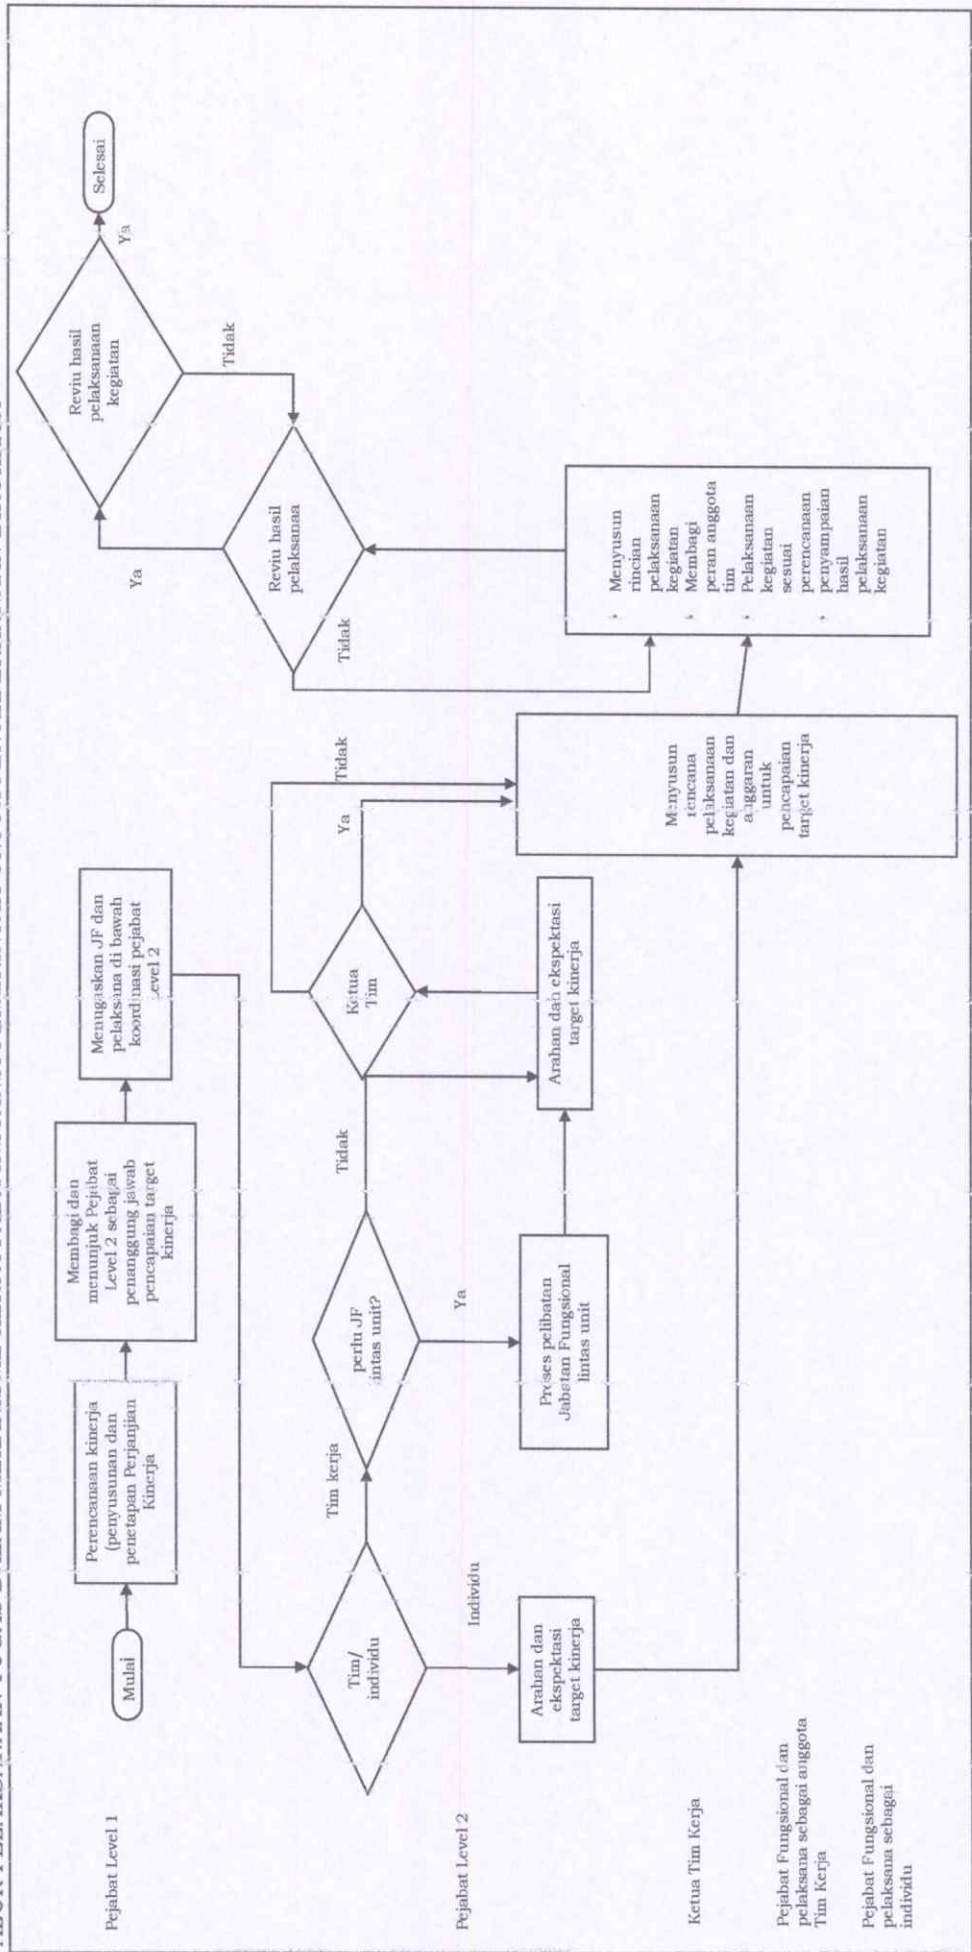 Pejabat Level 1
Mulai
Perencanaan kinerja
(penyusunan dan
penetapan Perjanjian
Kinerja
Membagi dan
menunjuk Pejabat
Level 2 sebagai
penanggung jawab
pencapaian target
kinerja
Menugaskan JF dan
pelaksana di bawah
koordinasi pejabat
Level 2
Reviu hasil
pelaksanaan
kegiatan
Ya
Selesai
Tidak
Pejabat Level 2
Tim/
individu
Tim kerja
Individu
perlu JF
lintas unit?
Tidak
Ya
Arahan dan
ekspektasi
target kinerja
Proses pelibatan
Jabatan Fungsional
lintas unit
Arahan dan ekspektasi
target kinerja
Ketua
Tim
Ya
Tidak
Reviu hasil
pelaksanaa
Ya
Tidak
Ketua Tim Kerja
Pejabat Fungsional dan
pelaksana sebagai anggota
Tim Kerja
Pejabat Fungsional dan
pelaksana sebagai
individu
Menyusun
rencana
pelaksanaan
kegiatan dan
anggaran
untuk
pencapaian
target kinerja
Menyusun
rincian
pelaksanaan
kegiatan
Membagi
peran anggota
tim
Pelaksanaan
kegiatan
sesuai
perencanaan
penyampaian
hasil
pelaksanaan
kegiatan